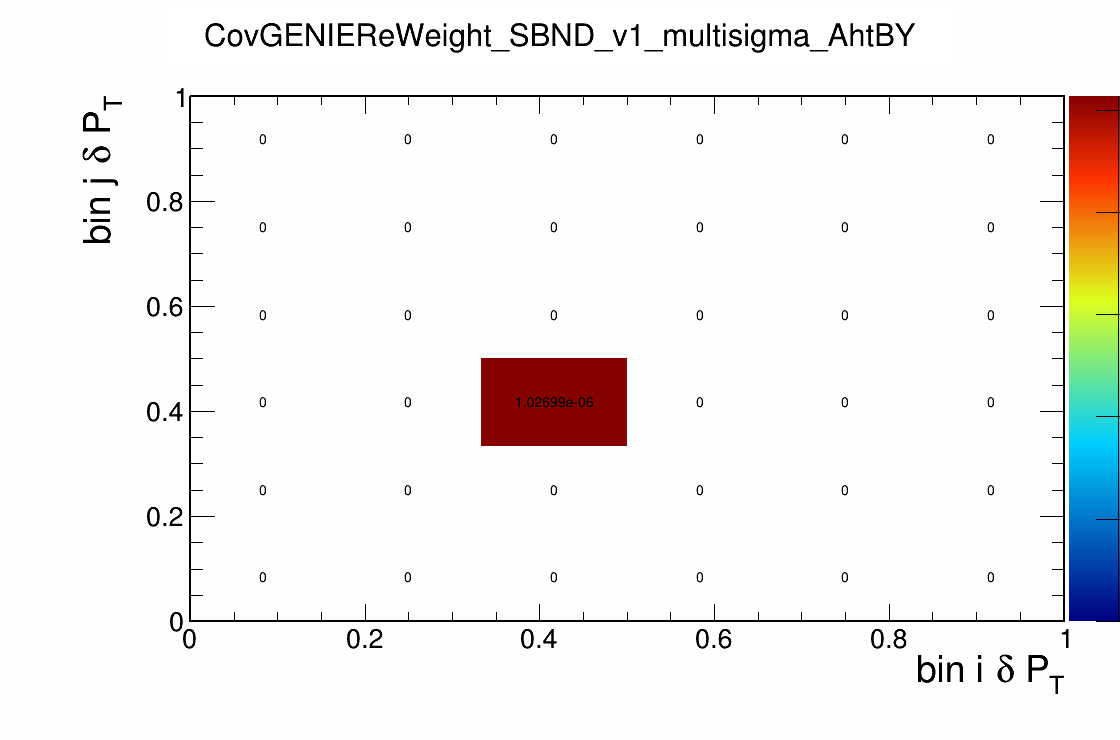 CovGENIEReWeight_SBND_v1_multisigma_AhtBY
bin j δ P_T
1
0.8
0.6
0.4
0.2
0
0 0 0 0 0 0
0 0 0 0 0 0
0 0 0 0 0 0
0 0 1.02699e-06 0 0 0
0 0 0 0 0 0
0 0 0 0 0 0
0 0.2 0.4 0.6 0.8 1
bin i δ P_T